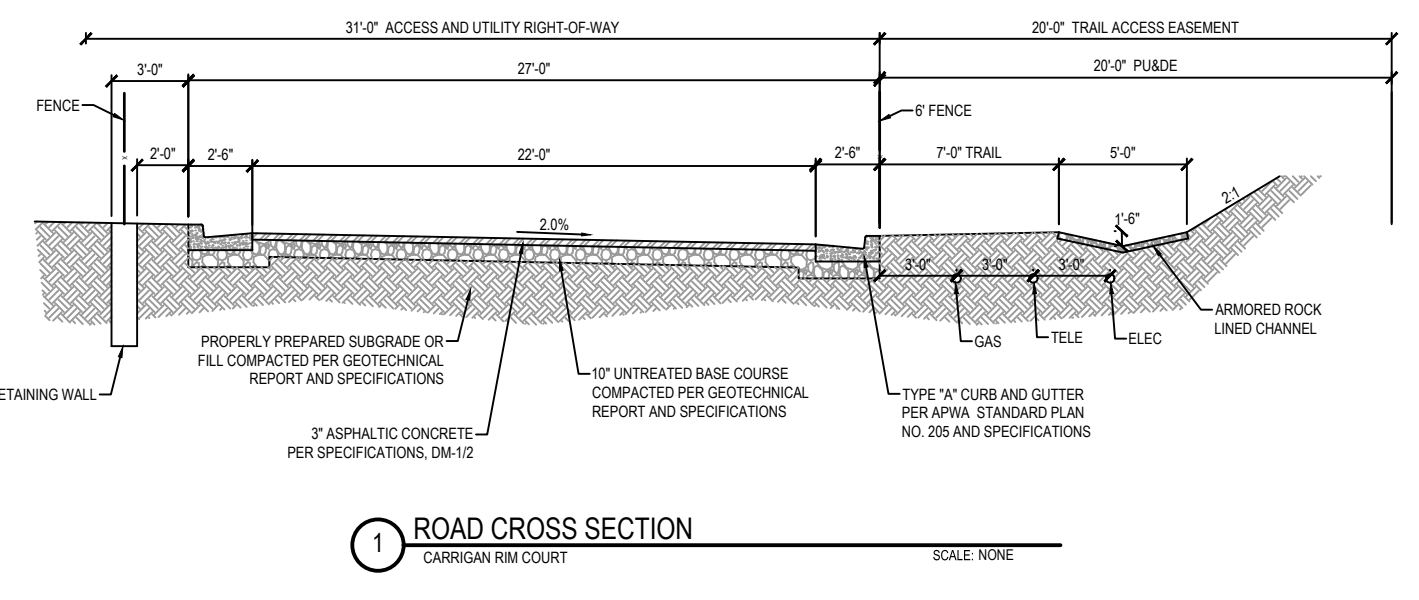 31'-0" ACCESS AND UTILITY RIGHT-OF-WAY
20'-0" TRAIL ACCESS EASEMENT
3'-0"
27'-0"
20'-0" PU&DE
FENCE
6' FENCE
2'-0"
2'-6"
22'-0"
2'-6"
7'-0" TRAIL
5'-0"
2:1
2.0%
1'-6"
3'-0"
3'-0"
3'-0"
GAS
TELE
ELEC
ARMORED ROCK
LINED CHANNEL
PROPERLY PREPARED SUBGRADE OR
FILL COMPACTED PER GEOTECHNICAL
REPORT AND SPECIFICATIONS
10" UNTREATED BASE COURSE
COMPACTED PER GEOTECHNICAL
REPORT AND SPECIFICATIONS
TYPE "A" CURB AND GUTTER
PER APWA STANDARD PLAN
NO. 205 AND SPECIFICATIONS
ETAINING WALL
3" ASPHALTIC CONCRETE
PER SPECIFICATIONS, DM-1/2
1
ROAD CROSS SECTION
CARRIGAN RIM COURT
SCALE: NONE